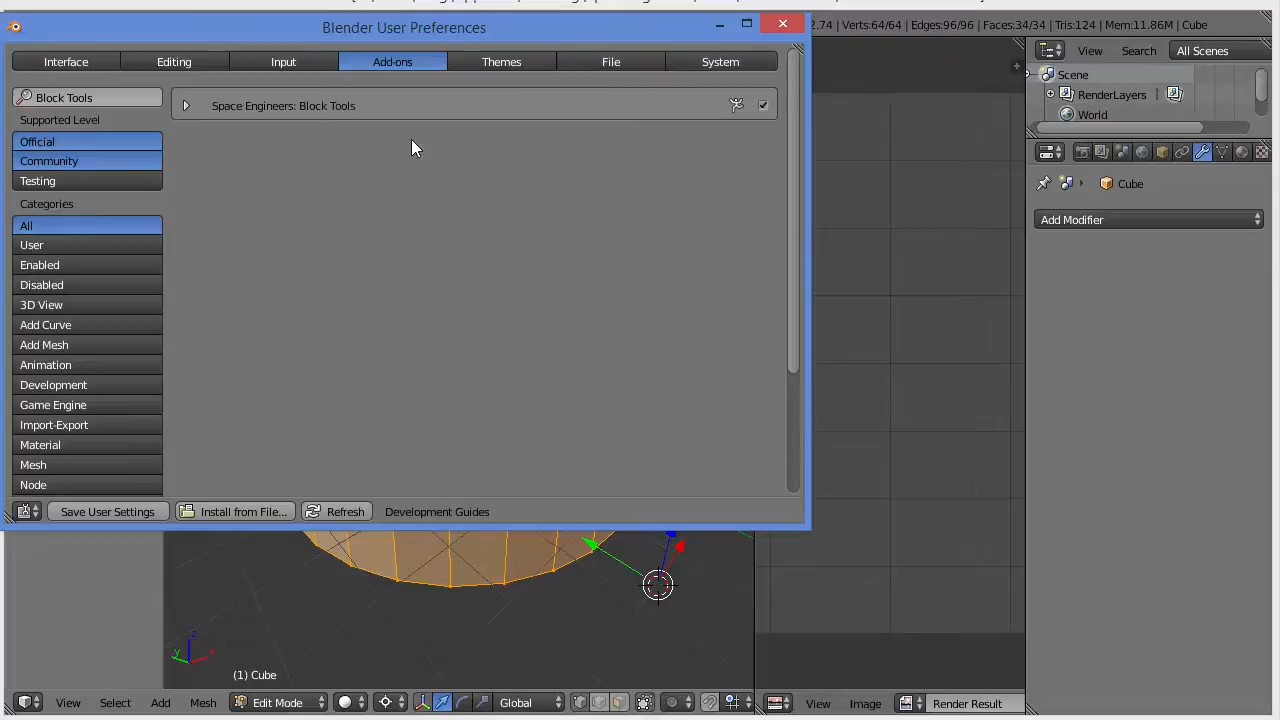 Blender User Preferences
2.74 | Verts:64/64 | Edges:96/96 | Faces:34/34 | Tris:124 | Mem:11.86M | Cube
Interface Editing Input Add-ons Themes File System
View Search All Scenes
Scene
RenderLayers
World
Block Tools
Space Engineers: Block Tools
Supported Level
Official
Community
Testing
Categories
All
User
Enabled
Disabled
3D View
Add Curve
Add Mesh
Animation
Development
Game Engine
Import-Export
Material
Mesh
Node
Cube
Add Modifier
Save User Settings Install from File... Refresh Development Guides
z
y x
(1) Cube
View Select Add Mesh Edit Mode Global
View Image Render Result